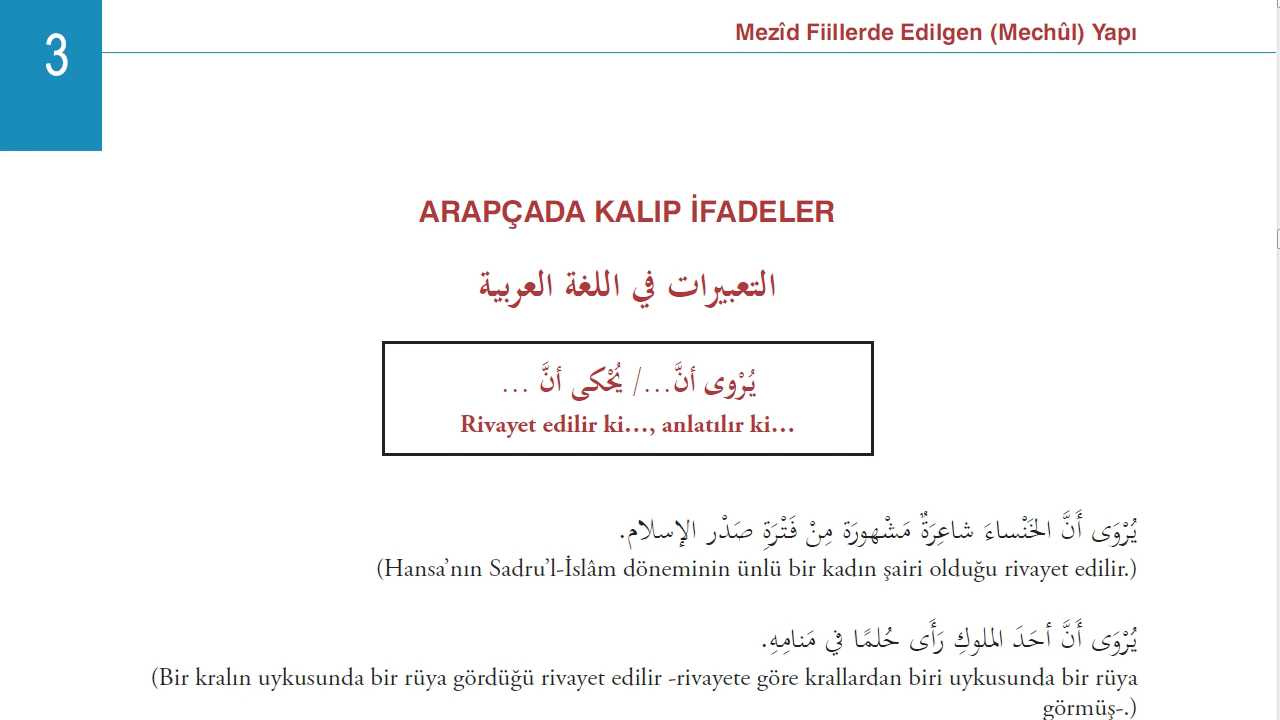 3
Mezîd Fiillerde Edilgen (Mechûl) Yapı
ARAPÇADA KALIP İFADELER
التعبيرات في اللغة العربية
يُرْوى أنَّ.../ يُحْكى أنَّ ...
Rivayet edilir ki..., anlatılır ki...
يُرْوَى أَنَّ الخَنْساءَ شاعِرَةٌ مَشْهورَة مِنْ فَتْرَةِ صَدْر الإسلام.
(Hansa’nın Sadru’l-İslâm döneminin ünlü bir kadın şairi olduğu rivayet edilir.)
يُرْوَى أَنَّ أحَدَ الملوكِ رَأَى حُلمًا في مَنامِهِ.
(Bir kralın uykusunda bir rüya gördüğü rivayet edilir -rivayete göre krallardan biri uykusunda bir rüya
görmüş-.)